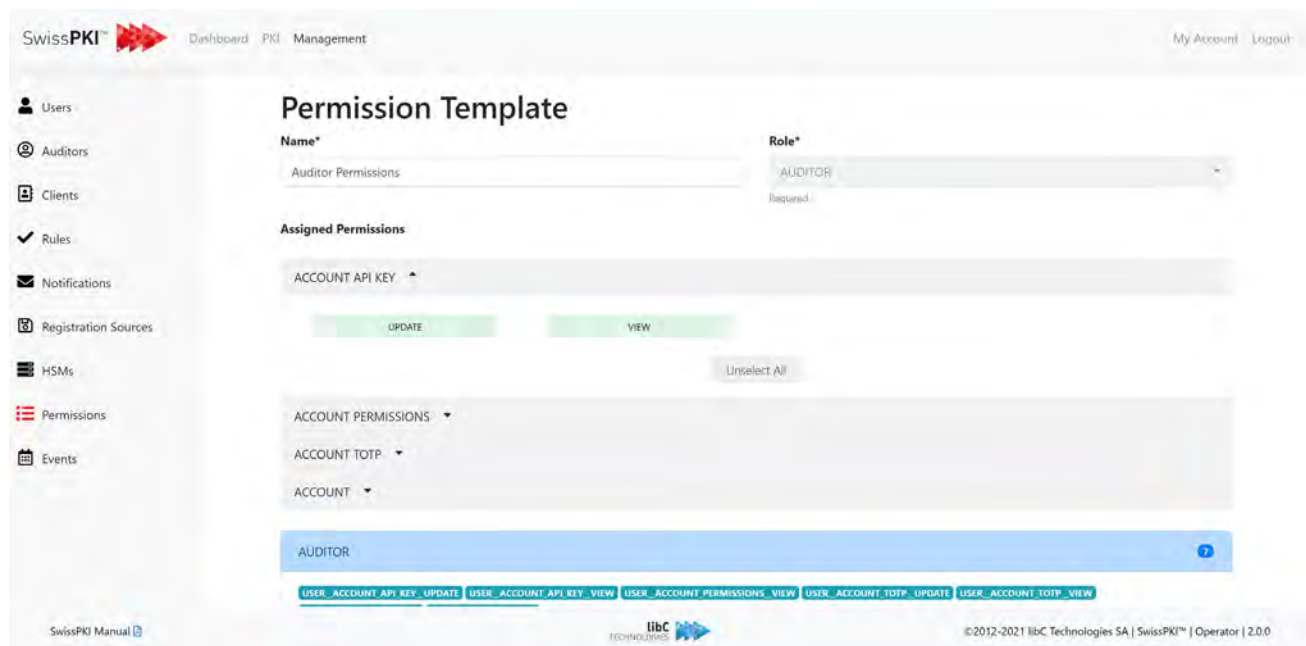 SwissPKI™ Dashboard PKI Management My Account Logout
Users
Auditors
Clients
Rules
Notifications
Registration Sources
HSMs
Permissions
Events
Permission Template
Name* Role*
Auditor Permissions AUDITOR
Required
Assigned Permissions
ACCOUNT API KEY
UPDATE VIEW
Unselect All
ACCOUNT PERMISSIONS
ACCOUNT TOTP
ACCOUNT
AUDITOR 7
USER_ACCOUNT_API_KEY_UPDATE USER_ACCOUNT_API_KEY_VIEW USER_ACCOUNT_PERMISSIONS_VIEW USER_ACCOUNT_TOTP_UPDATE USER_ACCOUNT_TOTP_VIEW
SwissPKI Manual libC TECHNOLOGIES ©2012-2021 libC Technologies SA | SwissPKI™ | Operator | 2.0.0